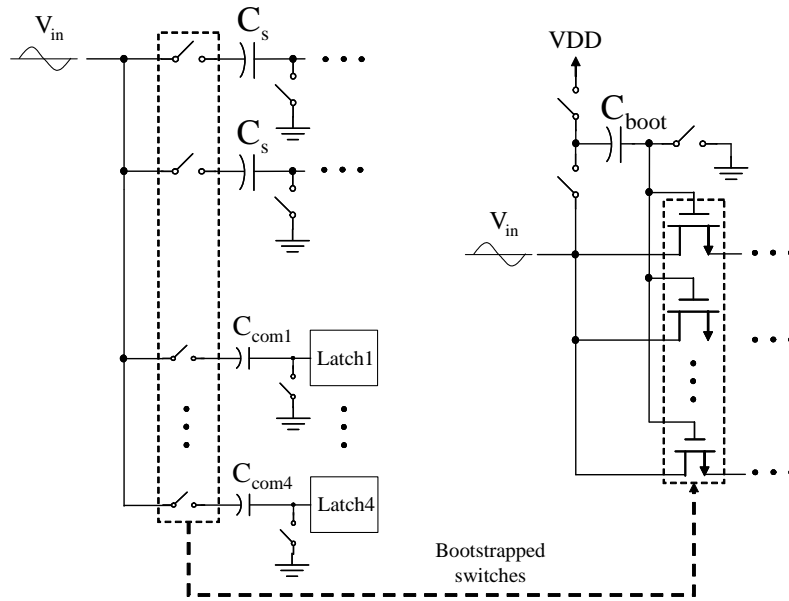 V_in
C_s
C_s
C_com1
Latch1
C_com4
Latch4
VDD
C_boot
V_in
Bootstrapped
switches